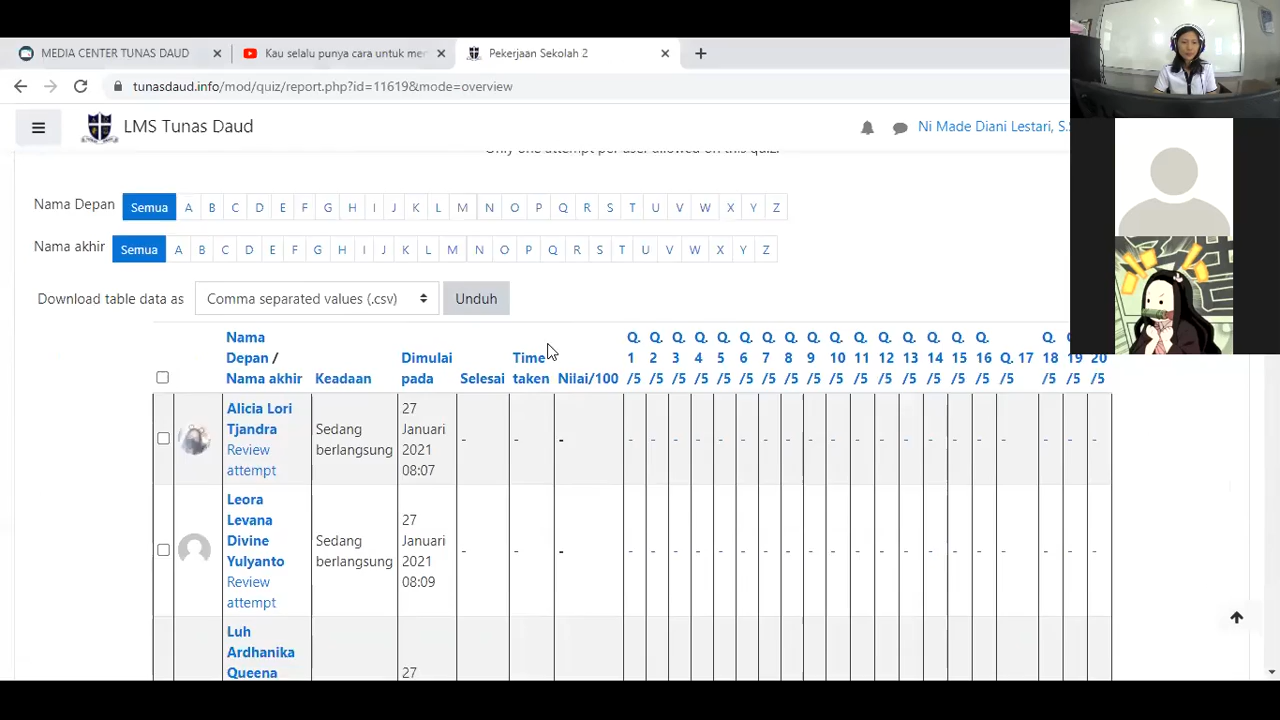 MEDIA CENTER TUNAS DAUD
Kau selalu punya cara untuk mer
Pekerjaan Sekolah 2
tunasdaud.info/mod/quiz/report.php?id=11619&mode=overview
LMS Tunas Daud
Ni Made Diani Lestari, S.
Only one attempt per user allowed on this quiz.
Nama Depan Semua A B C D E F G H I J K L M N O P Q R S T U V W X Y Z
Nama akhir Semua A B C D E F G H I J K L M N O P Q R S T U V W X Y Z
Download table data as Comma separated values (.csv) Unduh
Nama Depan / Nama akhir Keadaan Dimulai pada Selesai Time taken Nilai/100 Q. 1 /5 Q. 2 /5 Q. 3 /5 Q. 4 /5 Q. 5 /5 Q. 6 /5 Q. 7 /5 Q. 8 /5 Q. 9 /5 Q. 10 /5 Q. 11 /5 Q. 12 /5 Q. 13 /5 Q. 14 /5 Q. 15 /5 Q. 16 /5 Q. 17 /5 Q. 18 /5 19 /5 20 /5
Alicia Lori
Tjandra
Review
attempt
Sedang
berlangsung
27
Januari
2021
08:07
- - - - - - - - - - - - - - - - - - - - - - -
Leora
Levana
Divine
Yulyanto
Review
attempt
Sedang
berlangsung
27
Januari
2021
08:09
- - - - - - - - - - - - - - - - - - - - - - -
Luh
Ardhanika
Queena
27